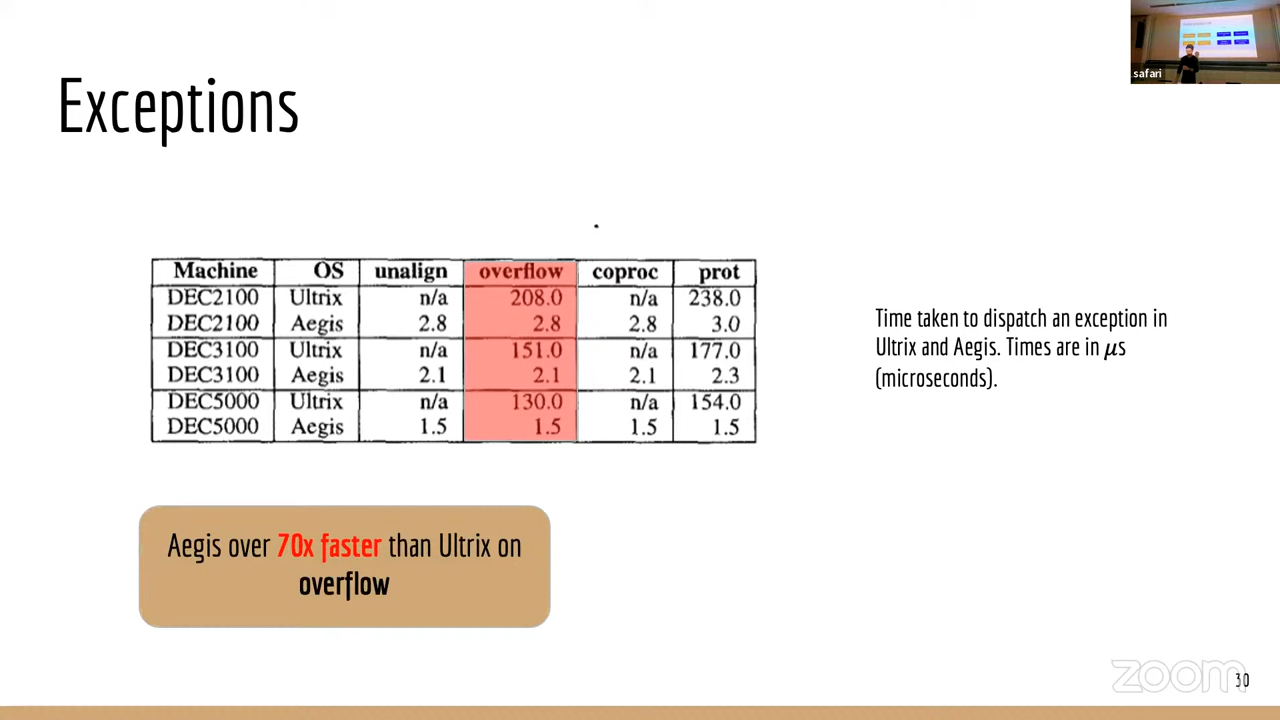 safari
Exceptions
Machine OS unalign overflow coproc prot
DEC2100 Ultrix n/a 208.0 n/a 238.0
DEC2100 Aegis 2.8 2.8 2.8 3.0
DEC3100 Ultrix n/a 151.0 n/a 177.0
DEC3100 Aegis 2.1 2.1 2.1 2.3
DEC5000 Ultrix n/a 130.0 n/a 154.0
DEC5000 Aegis 1.5 1.5 1.5 1.5
Time taken to dispatch an exception in
Ultrix and Aegis. Times are in µs
(microseconds).
Aegis over 70x faster than Ultrix on
overflow
zoom
30